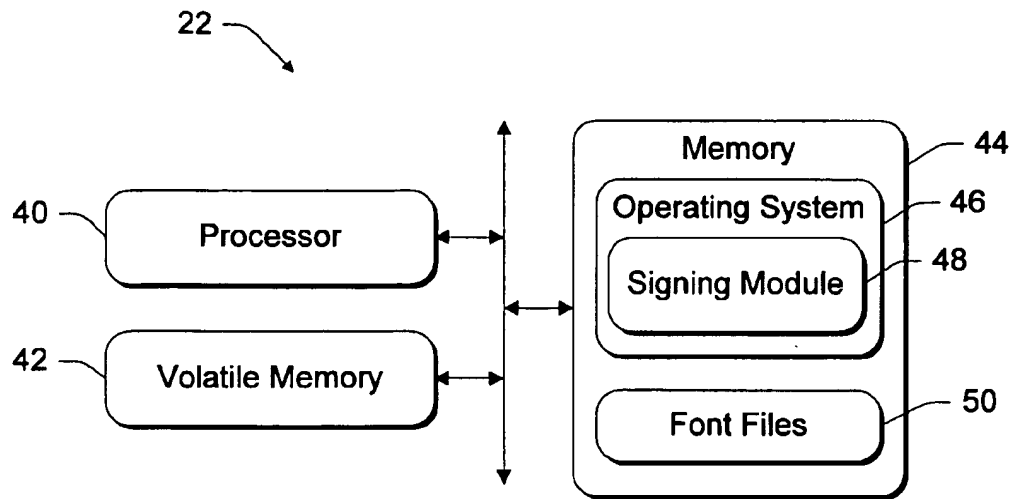 22
Memory
44
Operating System
46
40
Processor
Signing Module
48
42
Volatile Memory
Font Files
50